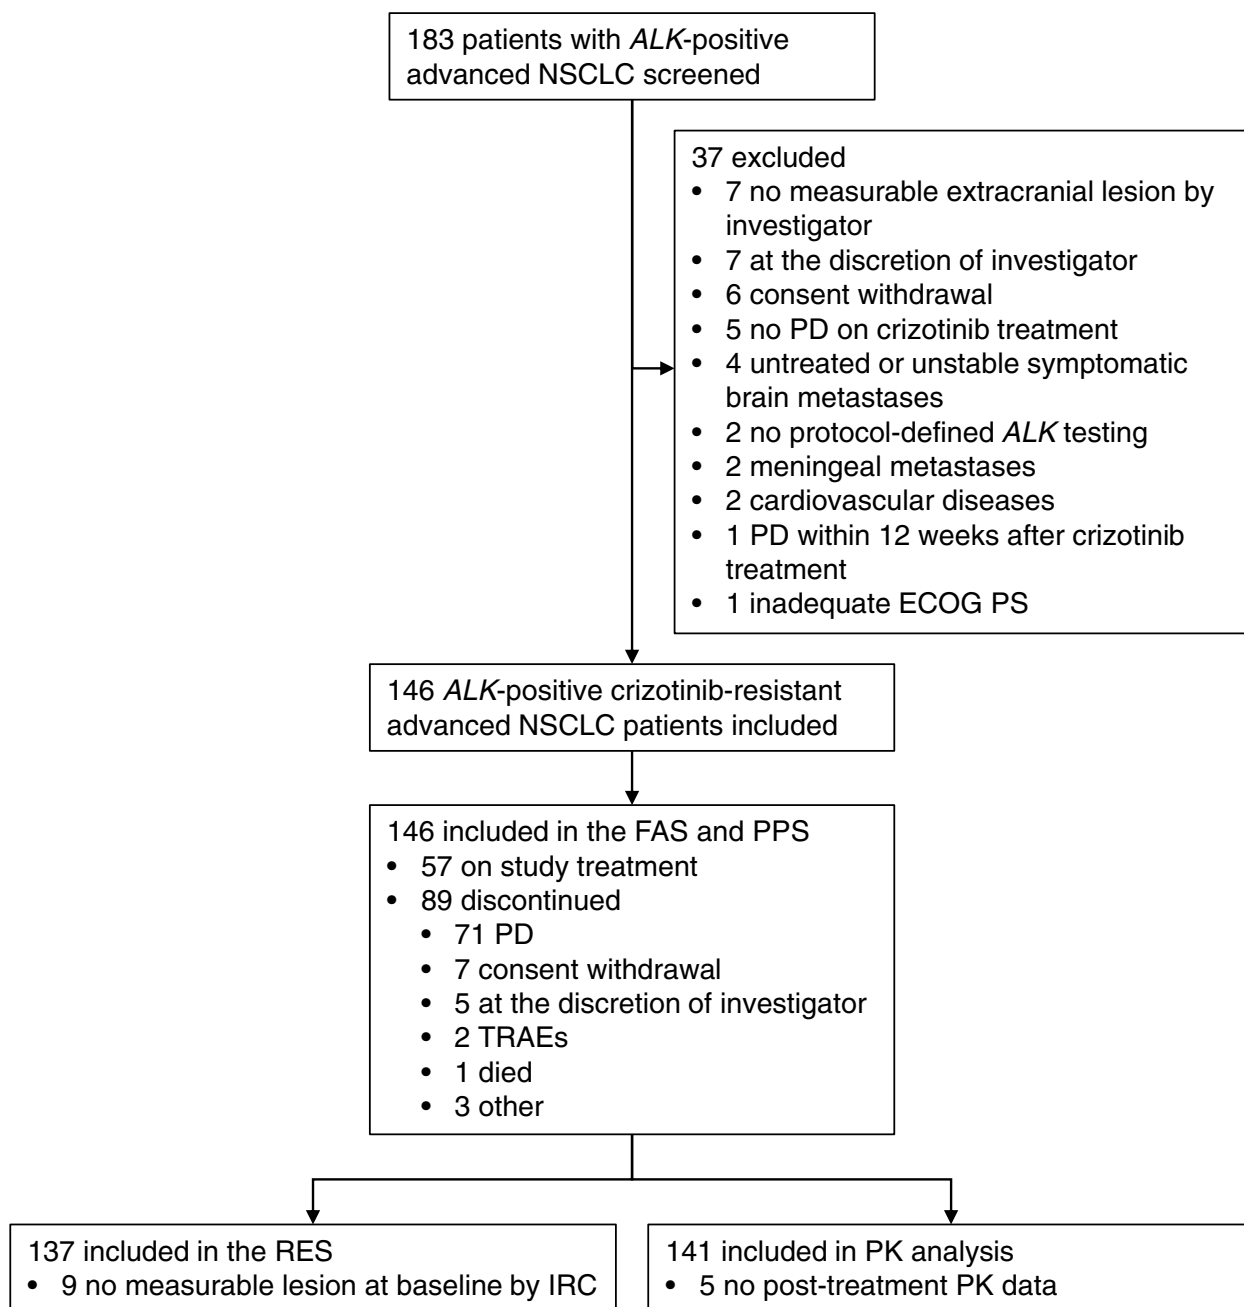 183 patients with ALK-positive
advanced NSCLC screened
37 excluded
• 7 no measurable extracranial lesion by
investigator
• 7 at the discretion of investigator
• 6 consent withdrawal
• 5 no PD on crizotinib treatment
• 4 untreated or unstable symptomatic
brain metastases
• 2 no protocol-defined ALK testing
• 2 meningeal metastases
• 2 cardiovascular diseases
• 1 PD within 12 weeks after crizotinib
treatment
• 1 inadequate ECOG PS
146 ALK-positive crizotinib-resistant
advanced NSCLC patients included
146 included in the FAS and PPS
• 57 on study treatment
• 89 discontinued
• 71 PD
• 7 consent withdrawal
• 5 at the discretion of investigator
• 2 TRAEs
• 1 died
• 3 other
137 included in the RES
• 9 no measurable lesion at baseline by IRC
141 included in PK analysis
• 5 no post-treatment PK data